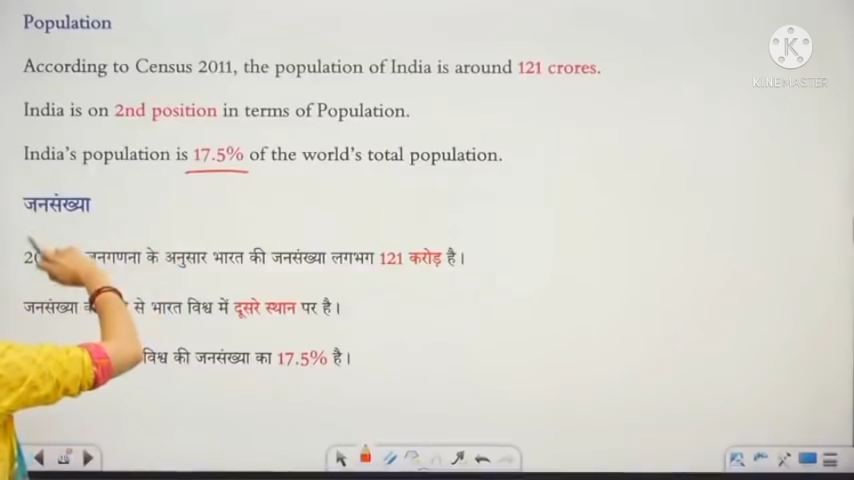 Population
According to Census 2011, the population of India is around 121 crores.
India is on 2nd position in terms of Population.
India's population is 17.5% of the world's total population.
जनसंख्या
के अनुसार भारत की जनसंख्या लगभग 121 करोड़ है।
जनसंख्या से भारत विश्व में दूसरे स्थान पर है।
विश्व की जनसंख्या का 17.5% है।
K
KINEMASTER